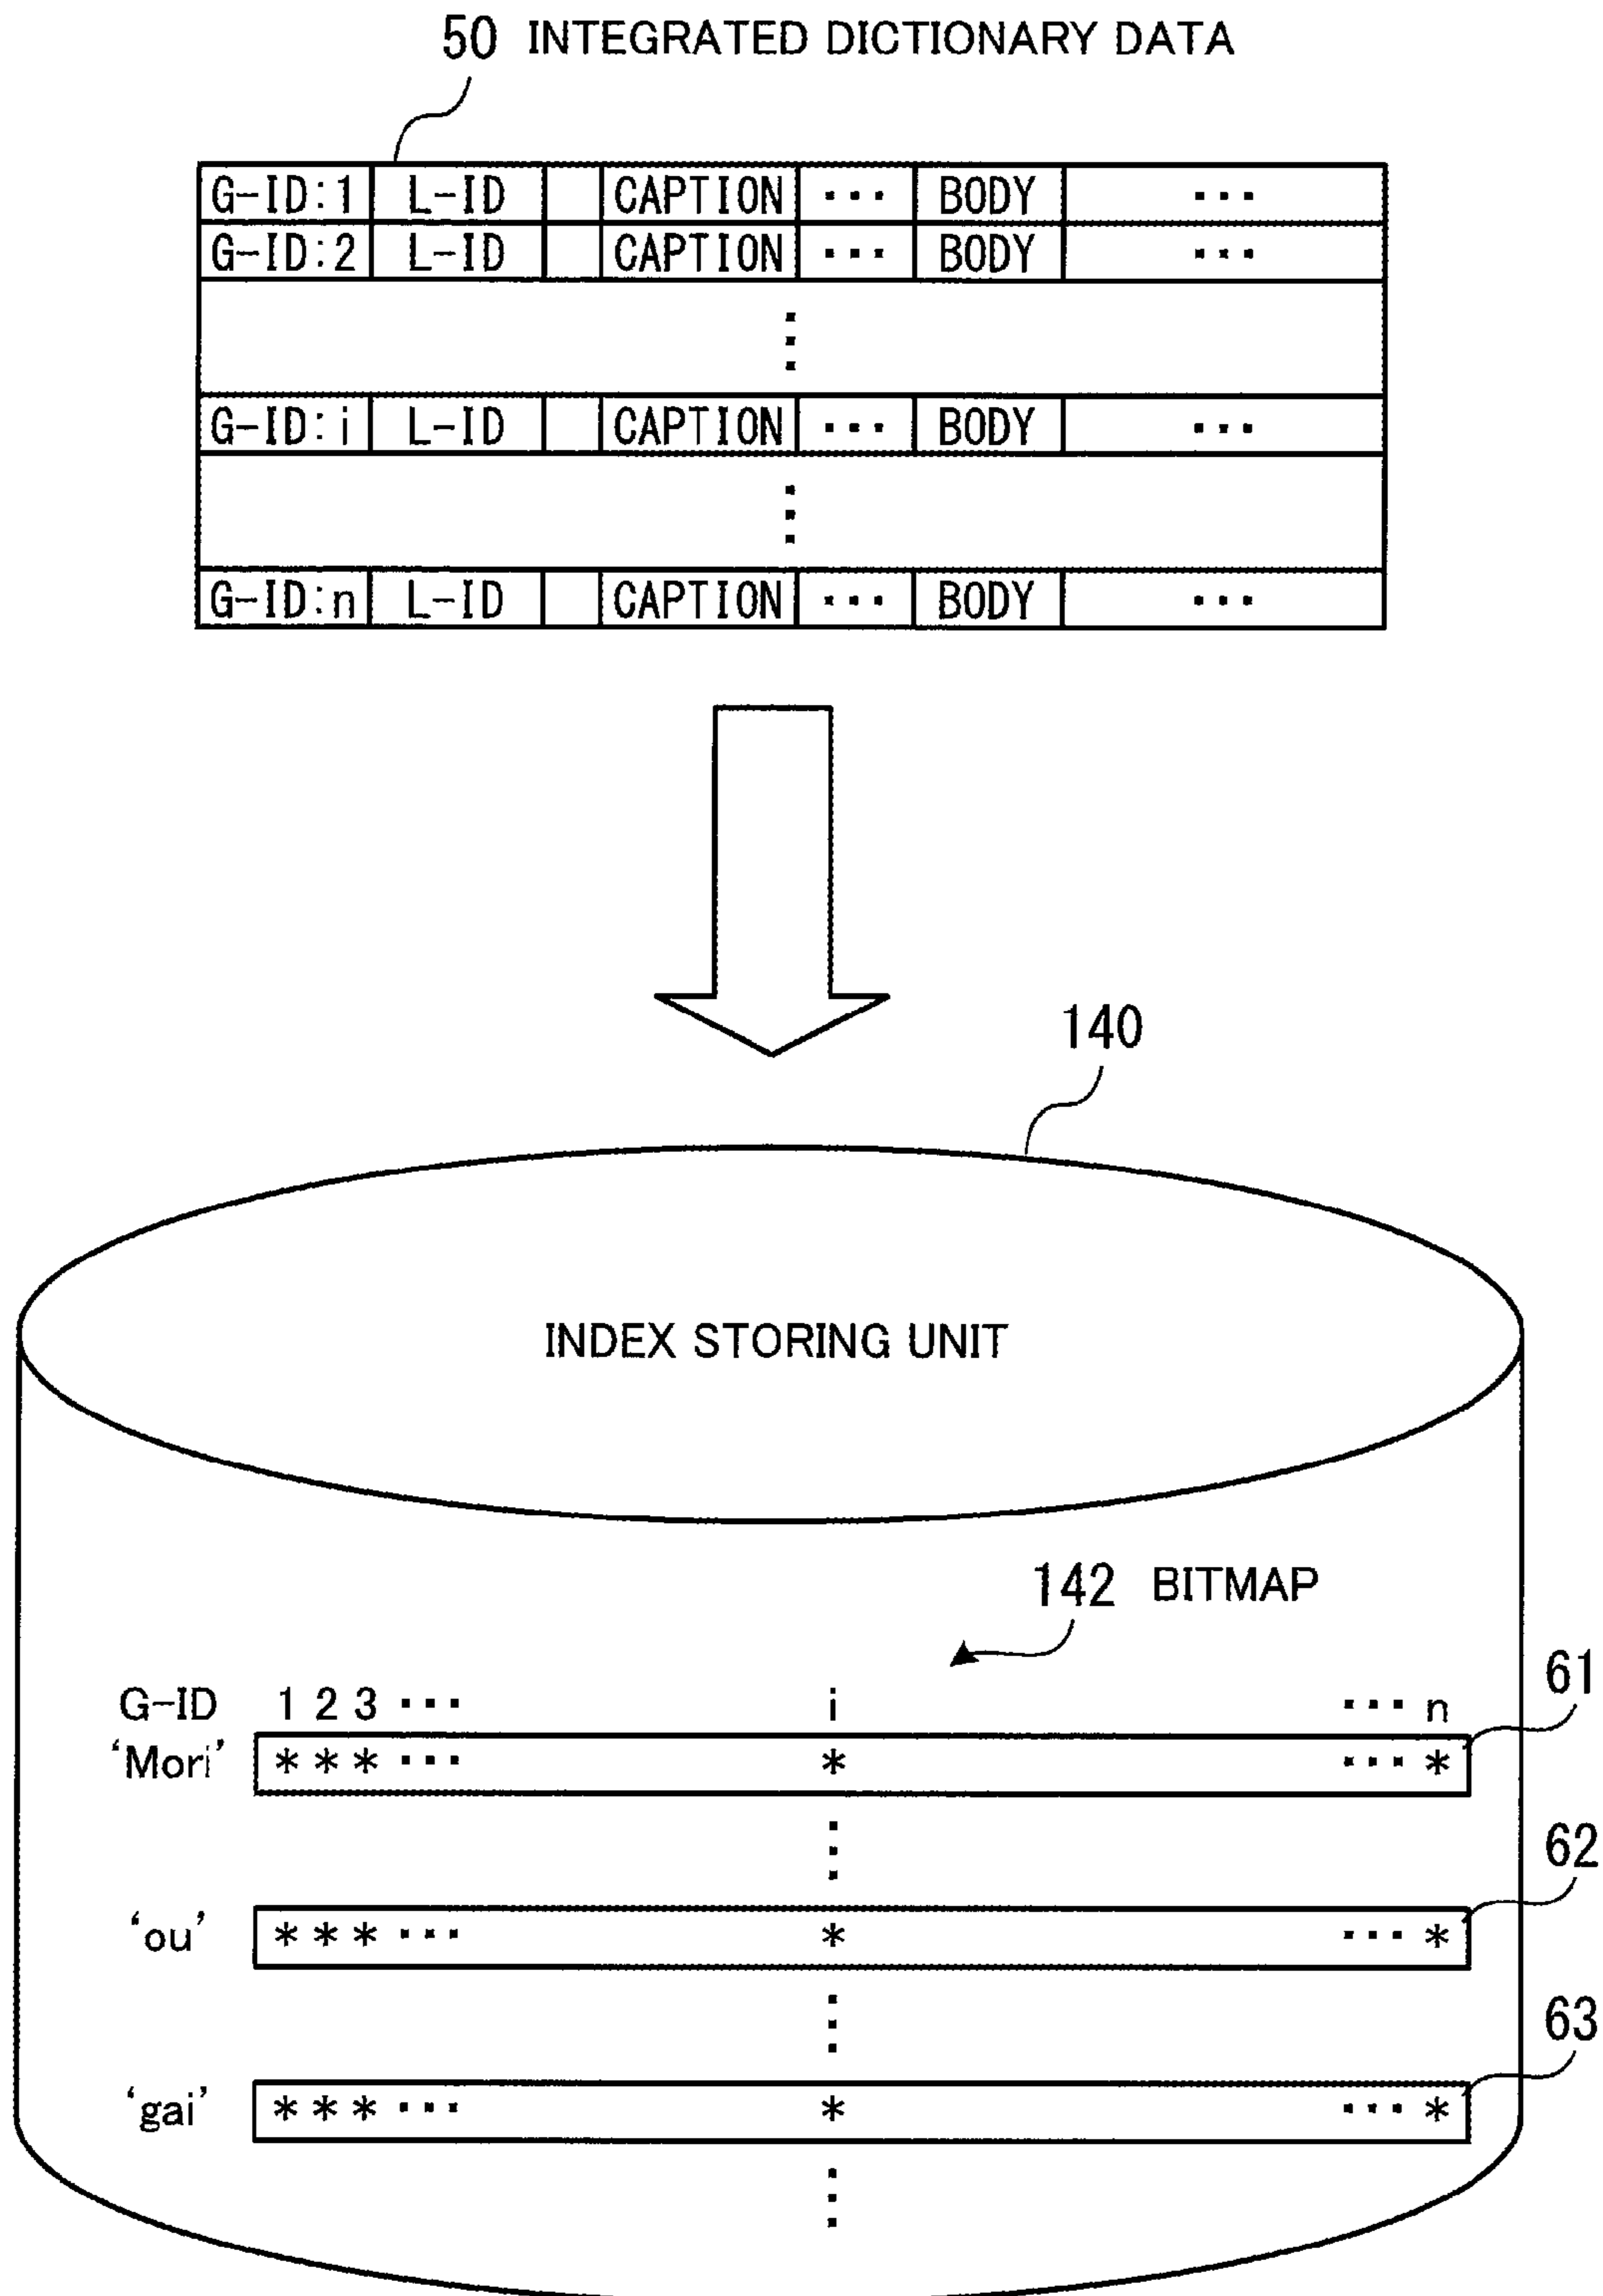 50 INTEGRATED DICTIONARY DATA
G-ID:1 L-ID CAPTION ... BODY ...
G-ID:2 L-ID CAPTION ... BODY ...
⋮
G-ID:i L-ID CAPTION ... BODY ...
⋮
G-ID:n L-ID CAPTION ... BODY ...
140
INDEX STORING UNIT
142 BITMAP
61
G-ID 1 2 3 ... i ... n
‘Mori’ * * * ... * ... *
⋮
62
‘ou’ * * * ... * ... *
⋮
63
‘gai’ * * * ... * ... *
⋮